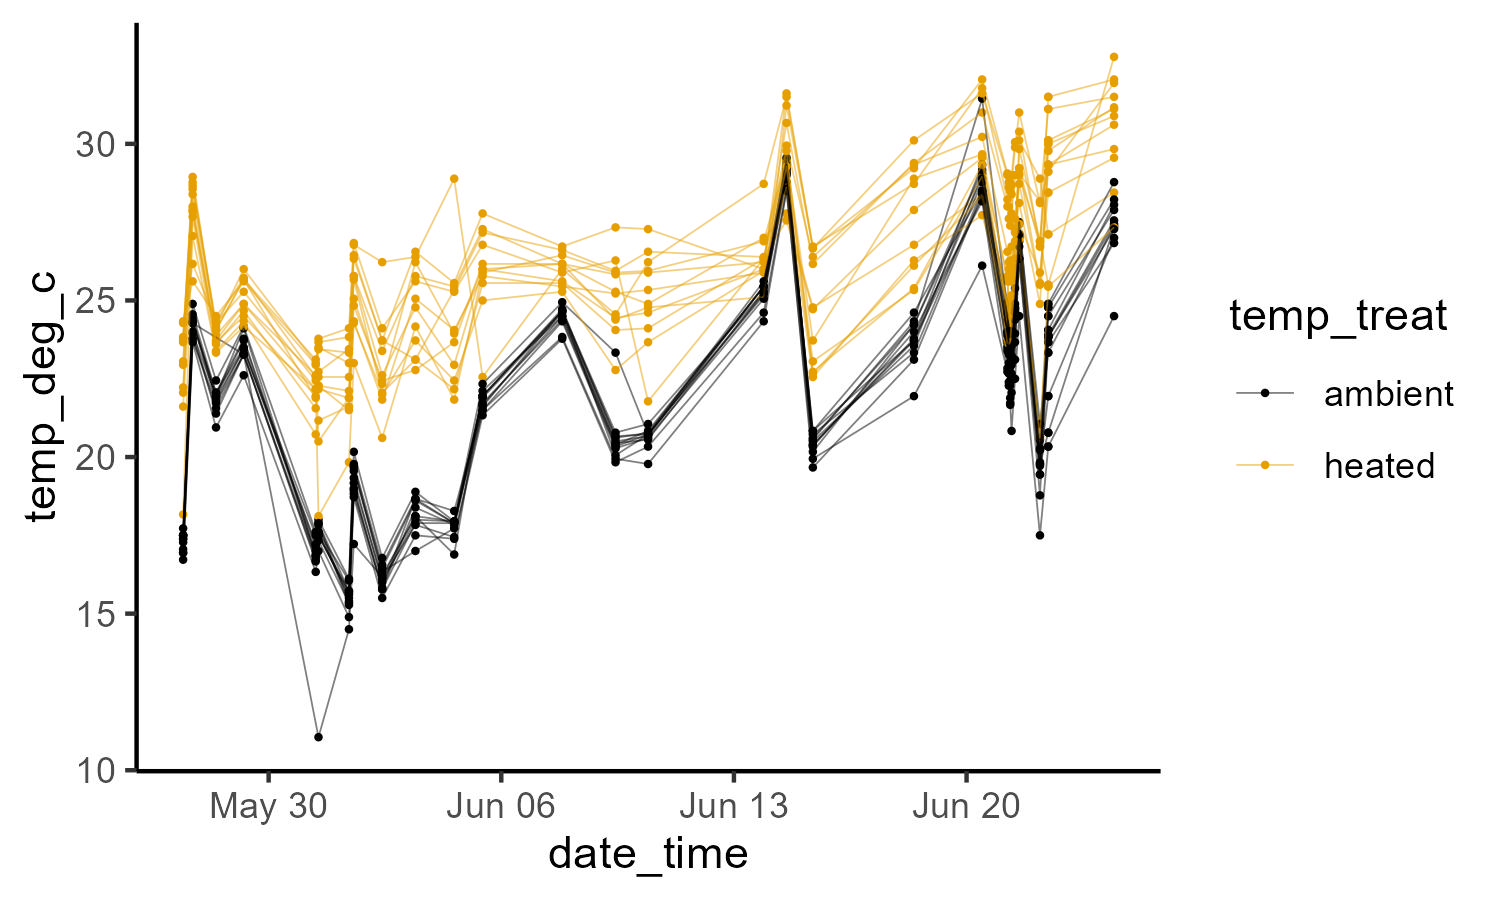 temp_deg_c
30
25
20
15
10
May 30
Jun 06
Jun 13
Jun 20
date_time
temp_treat
ambient
heated